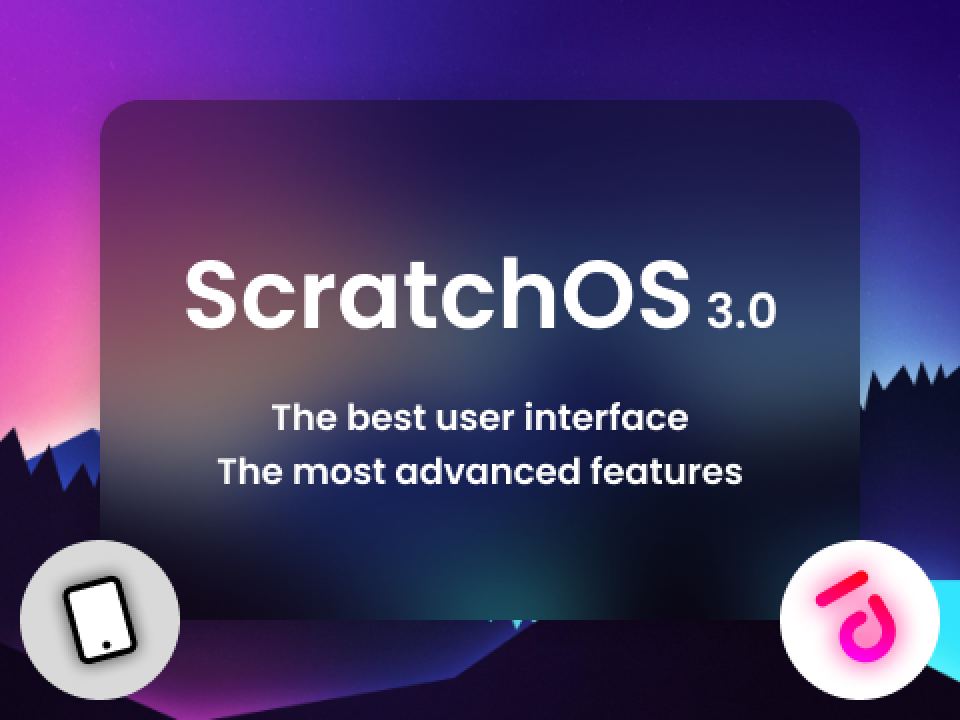 ScratchOS 3.0
The best user interface
The most advanced features